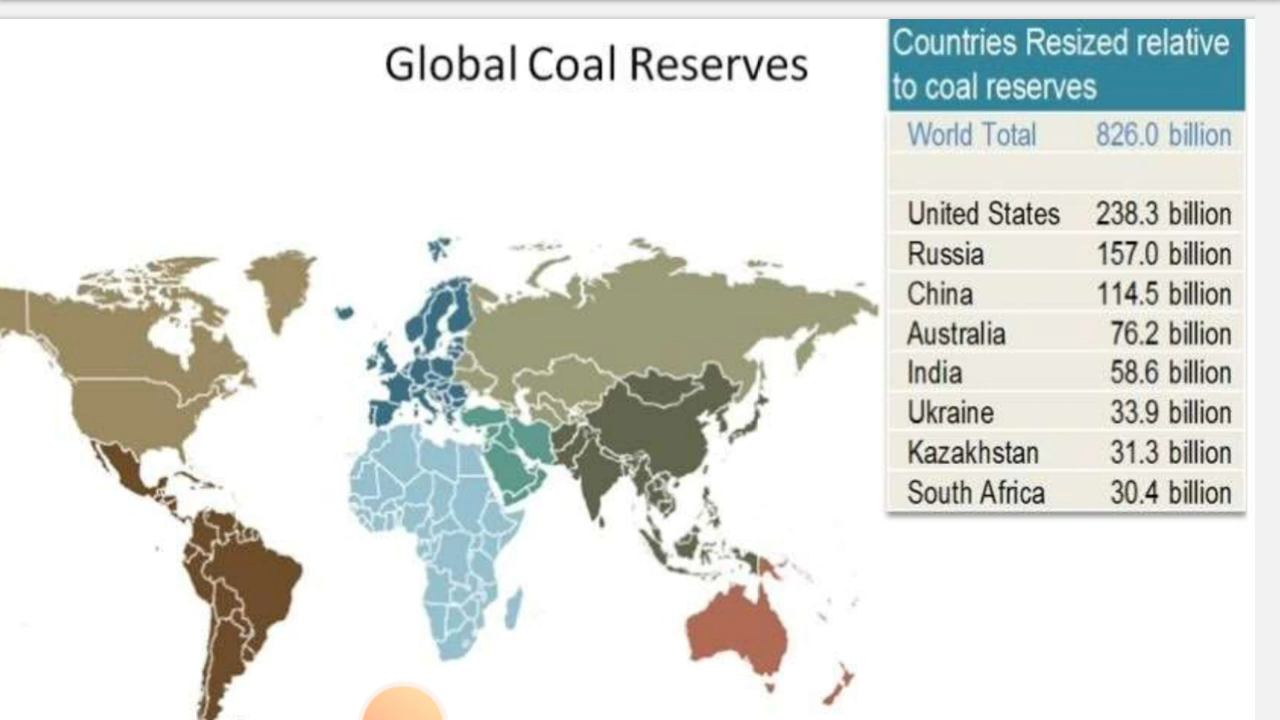 Global Coal Reserves
Countries Resized relative
to coal reserves
World Total 826.0 billion
United States 238.3 billion
Russia 157.0 billion
China 114.5 billion
Australia 76.2 billion
India 58.6 billion
Ukraine 33.9 billion
Kazakhstan 31.3 billion
South Africa 30.4 billion